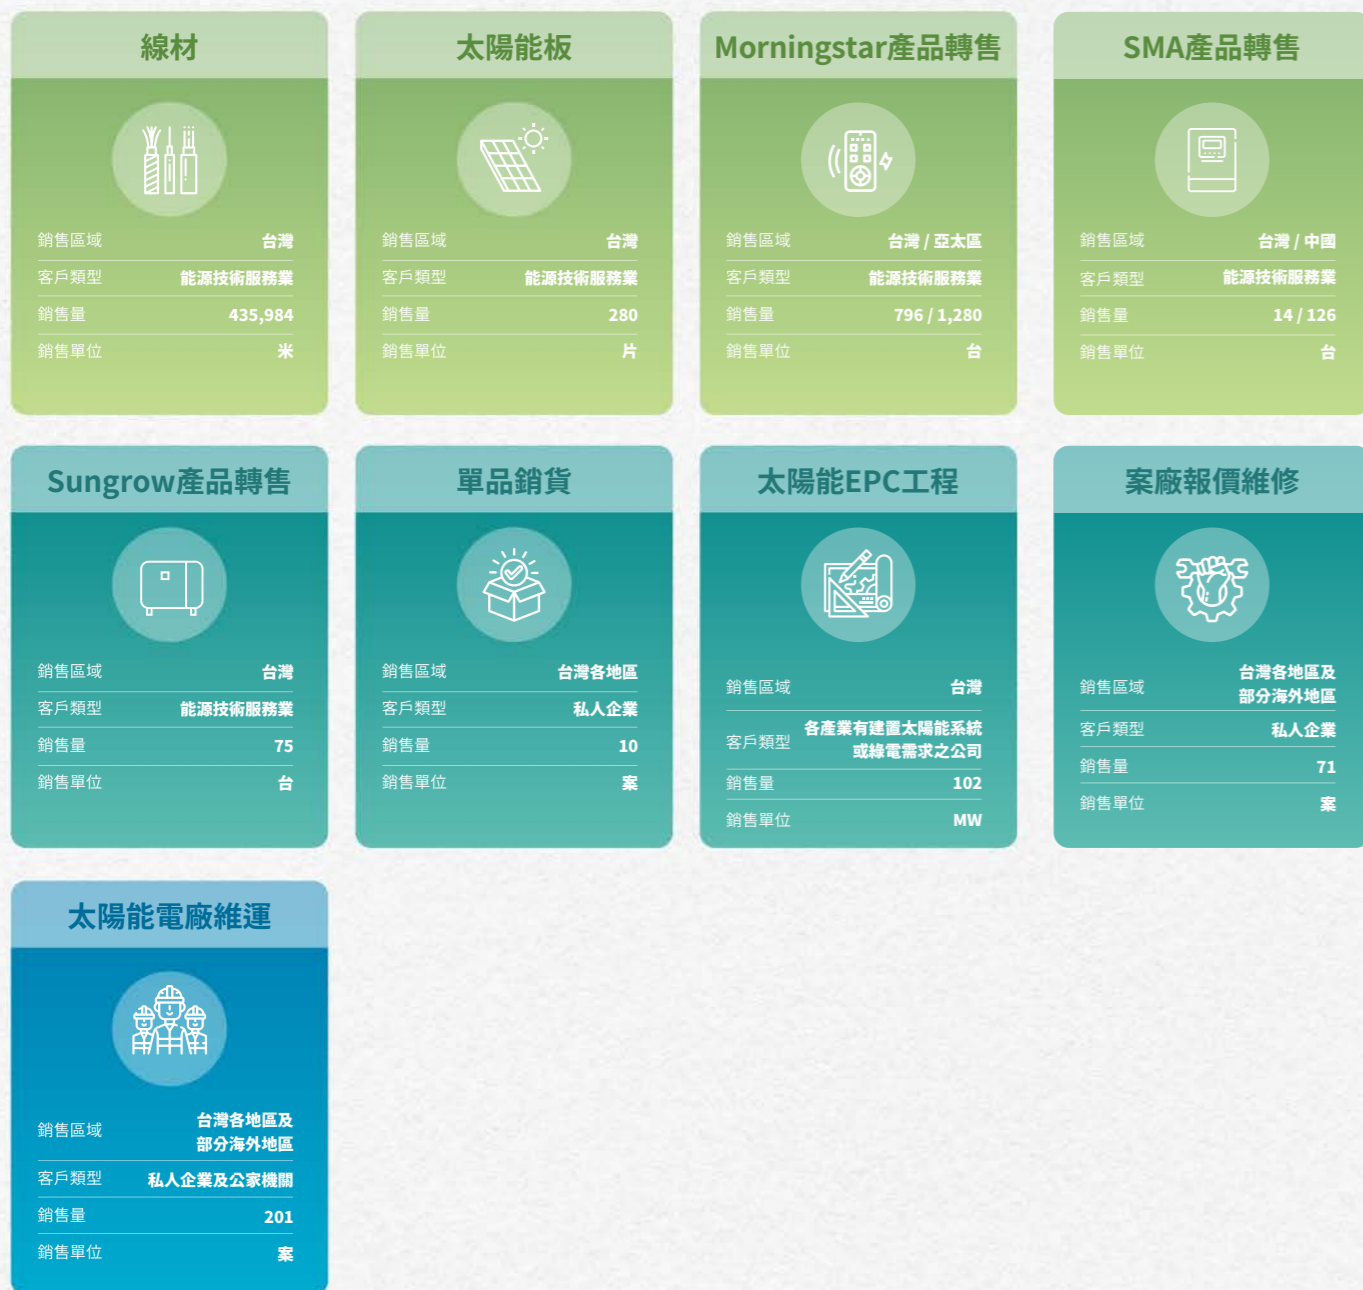 線材
銷售區域 台灣
客戶類型 能源技術服務業
銷售量 435,984
銷售單位 米
太陽能板
銷售區域 台灣
客戶類型 能源技術服務業
銷售量 280
銷售單位 片
Morningstar產品轉售
銷售區域 台灣 / 亞太區
客戶類型 能源技術服務業
銷售量 796 / 1,280
銷售單位 台
SMA產品轉售
銷售區域 台灣 / 中國
客戶類型 能源技術服務業
銷售量 14 / 126
銷售單位 台
Sungrow產品轉售
銷售區域 台灣
客戶類型 能源技術服務業
銷售量 75
銷售單位 台
單品銷貨
銷售區域 台灣各地區
客戶類型 私人企業
銷售量 10
銷售單位 案
太陽能EPC工程
銷售區域 台灣
客戶類型 各產業有建置太陽能系統
或綠電需求之公司
銷售量 102
銷售單位 MW
案廠報價維修
銷售區域 台灣各地區及
部分海外地區
客戶類型 私人企業
銷售量 71
銷售單位 案
太陽能電廠維運
銷售區域 台灣各地區及
部分海外地區
客戶類型 私人企業及公家機關
銷售量 201
銷售單位 案